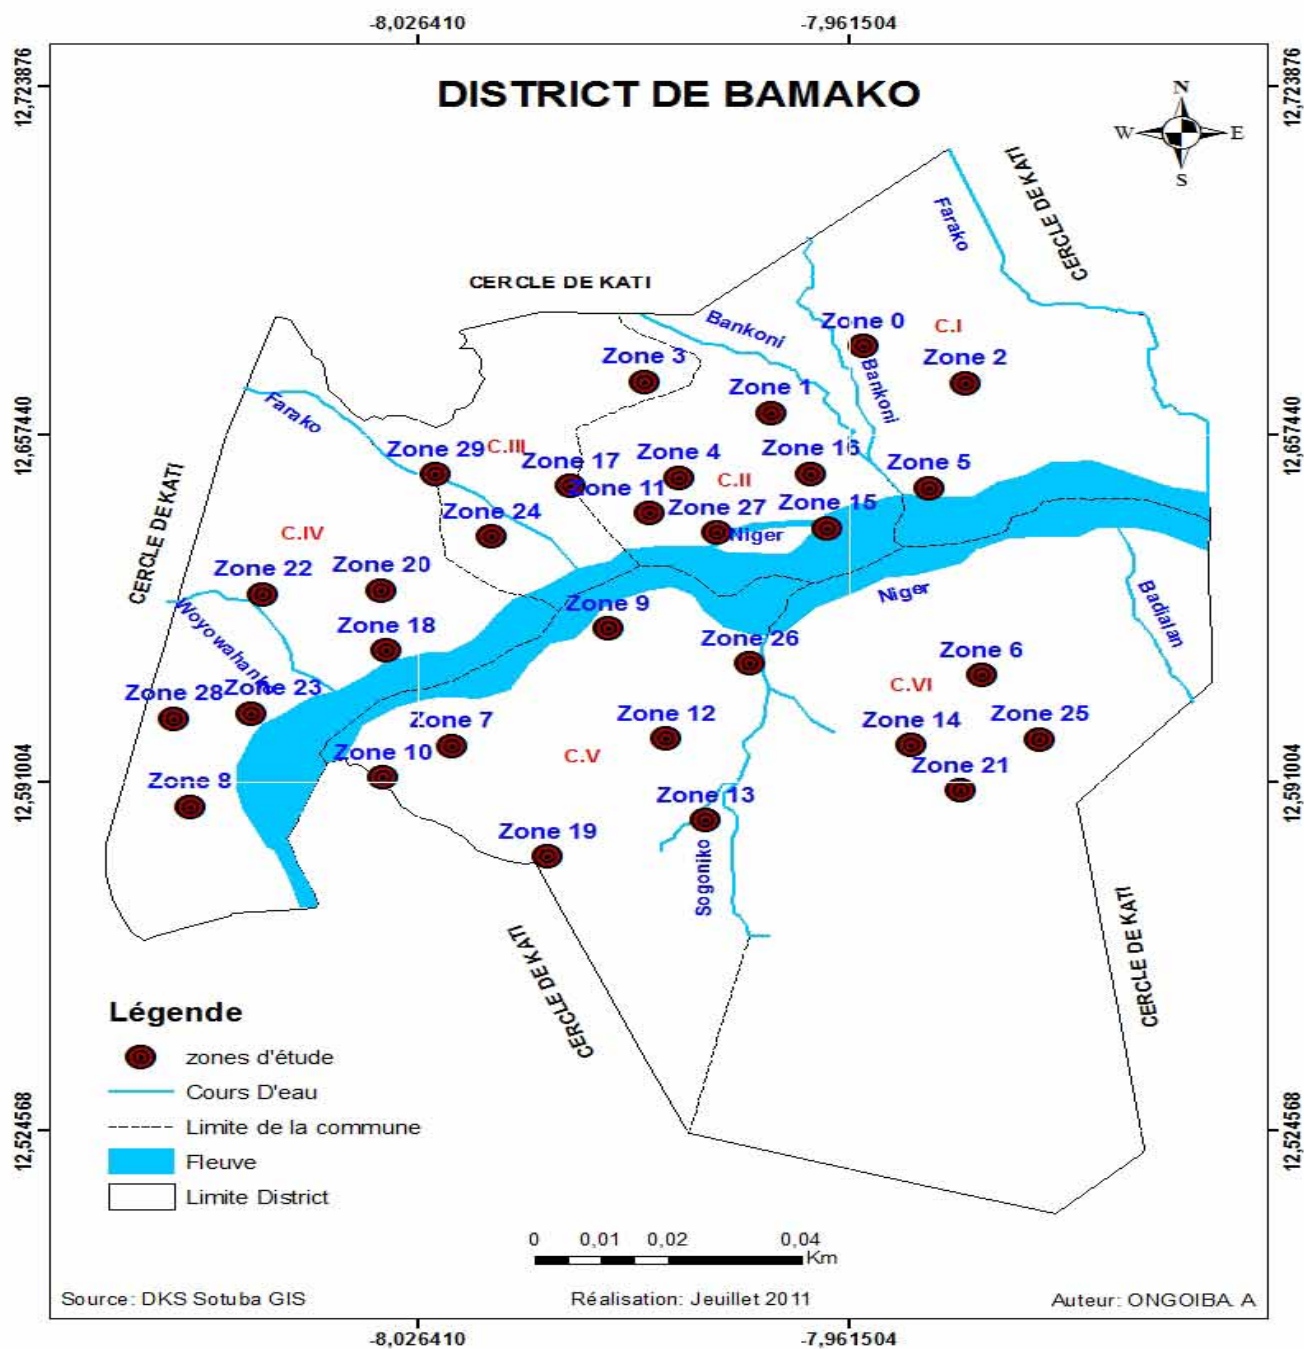 -8,026410
-7,961504
12,723876
12,723876
DISTRICT DE BAMAKO
N
W
E
S
CERCLE DE KATI
Farako
CERCLE DE KATI
Bankoni
Zone 0
C.I
Zone 3
Zone 2
Bankoni
Zone 1
Farako
12,657440
12,657440
Zone 29
C.III
Zone 17
Zone 4
Zone 16
Zone 5
C.II
Zone 11
Zone 27
Zone 15
Zone 24
Niger
C.IV
CERCLE DE KATI
Zone 22
Zone 20
Niger
Zone 9
Badialan
Woyowahanko
Zone 18
Zone 26
Zone 6
C.VI
Zone 28
Zone 23
Zone 7
Zone 12
Zone 14
Zone 25
C.V
Zone 10
Zone 21
12,591004
12,591004
Zone 8
Zone 13
Zone 19
Sogoniko
CERCLE DE KATI
CERCLE DE KATI
Légende
zones d'étude
Cours D'eau
Limite de la commune
Fleuve
Limite District
12,524568
12,524568
0 0,01 0,02 0,04
Km
Source: DKS Sotuba GIS
Réalisation: Jeuillet 2011
Auteur: ONGOIBA. A
-8,026410
-7,961504